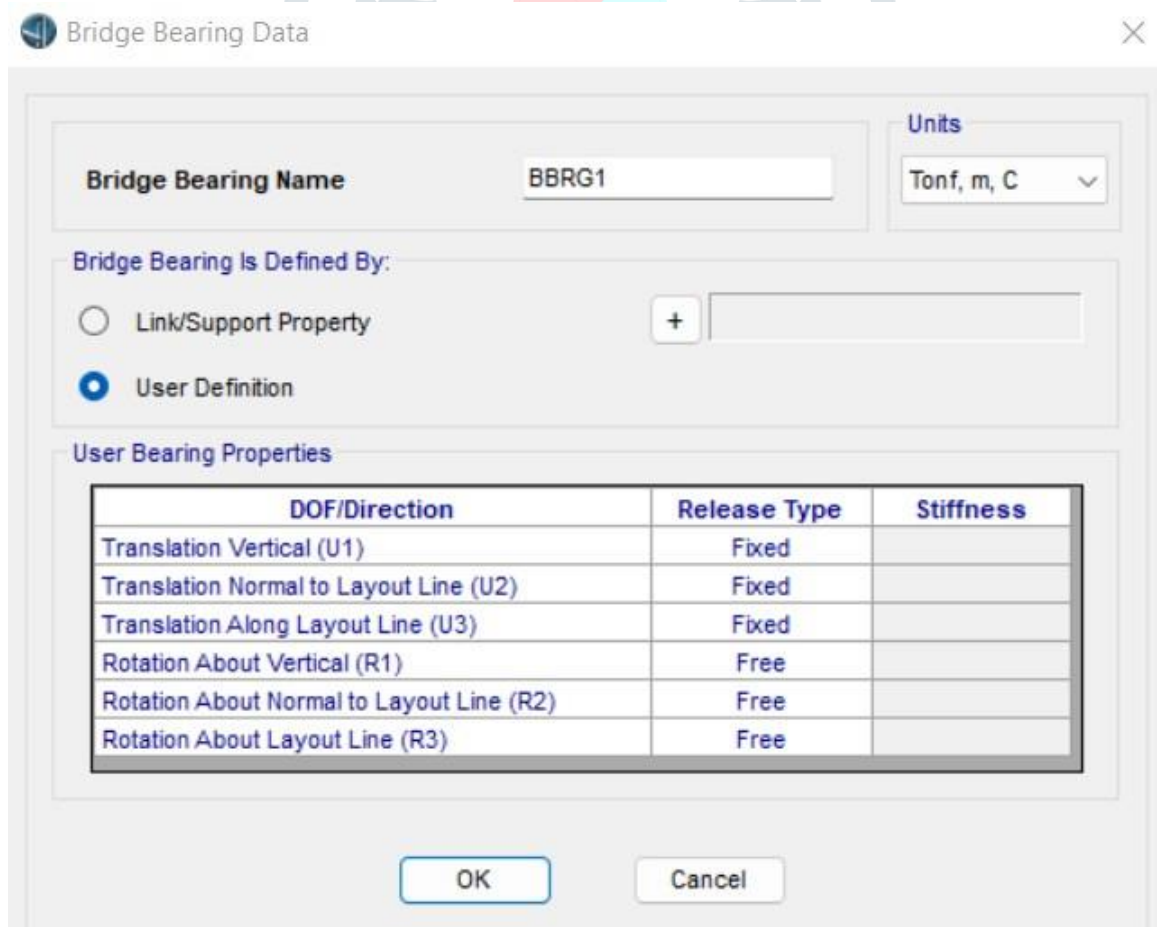 Bridge Bearing Data
Units
Bridge Bearing Name BBRG1 Tonf, m, C
Bridge Bearing Is Defined By:
Link/Support Property +
User Definition
User Bearing Properties
DOF/Direction Release Type Stiffness
Translation Vertical (U1) Fixed
Translation Normal to Layout Line (U2) Fixed
Translation Along Layout Line (U3) Fixed
Rotation About Vertical (R1) Free
Rotation About Normal to Layout Line (R2) Free
Rotation About Layout Line (R3) Free
OK Cancel